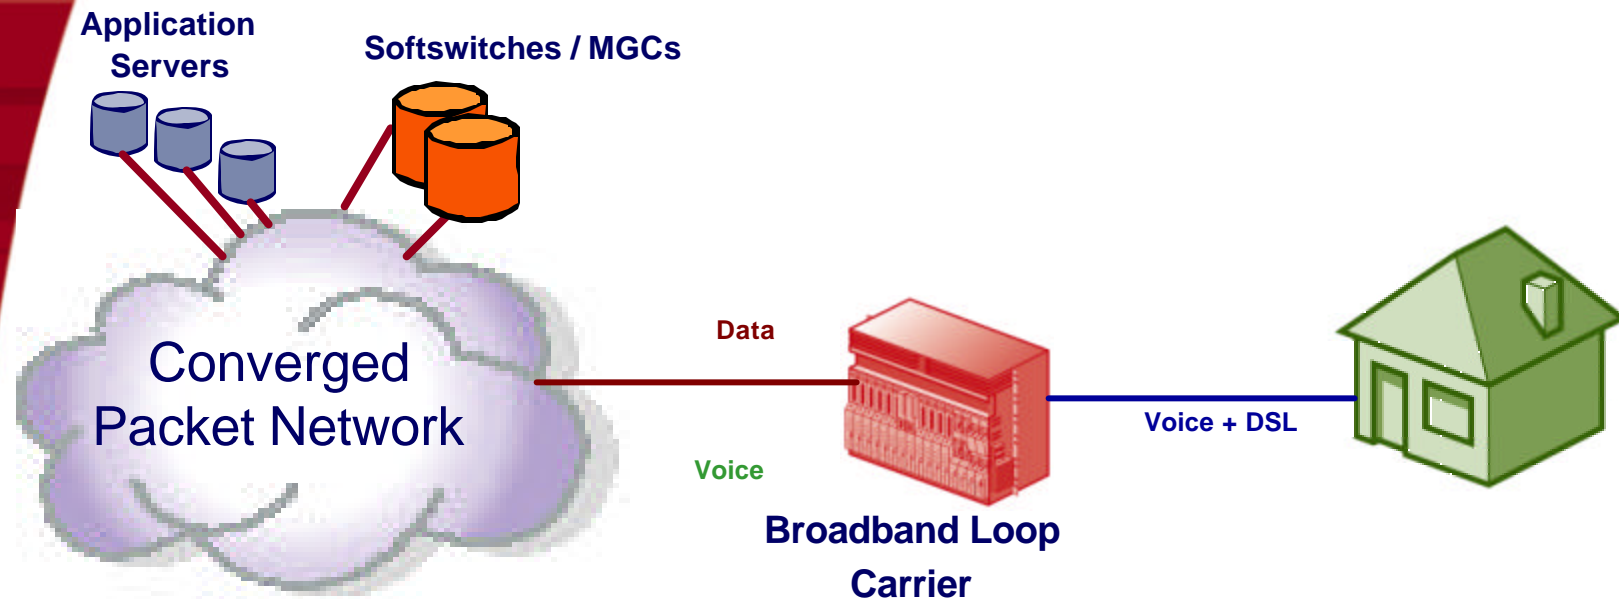 Application
Servers
Softswitches / MGCs
Converged
Packet Network
Data
Voice
Broadband Loop
Carrier
Voice + DSL